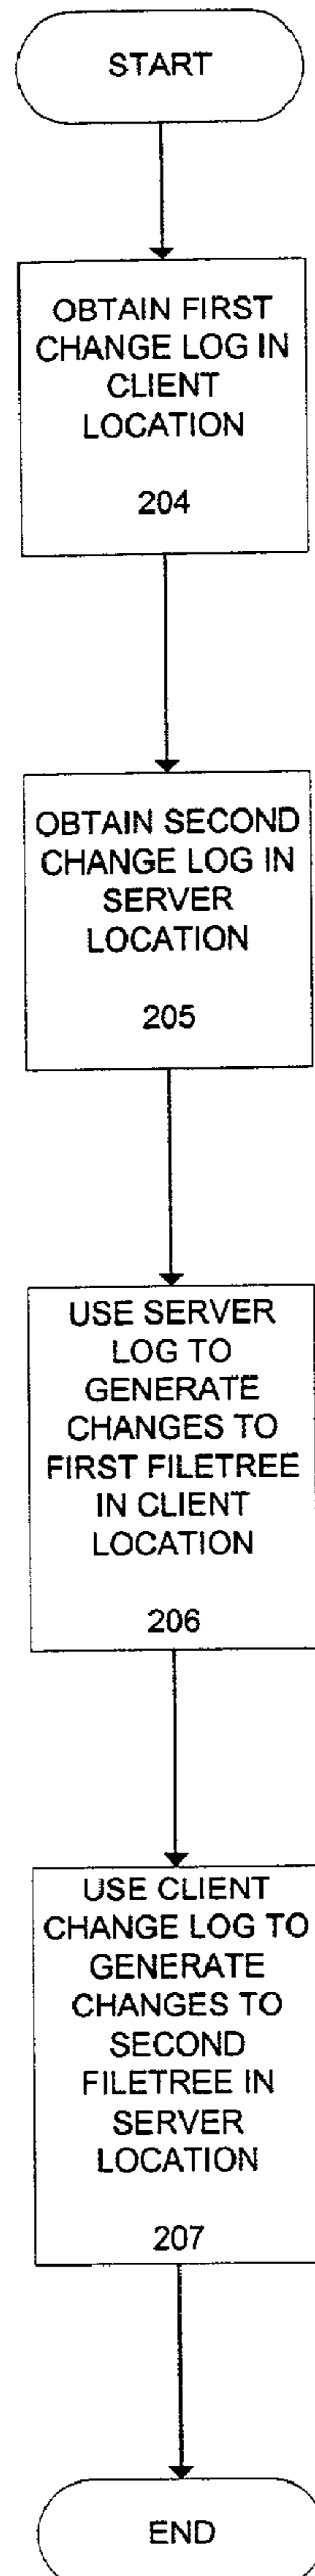 START
OBTAIN FIRST
CHANGE LOG IN
CLIENT
LOCATION
204
OBTAIN SECOND
CHANGE LOG IN
SERVER
LOCATION
205
USE SERVER
LOG TO
GENERATE
CHANGES TO
FIRST FILETREE
IN CLIENT
LOCATION
206
USE CLIENT
CHANGE LOG TO
GENERATE
CHANGES TO
SECOND
FILETREE IN
SERVER
LOCATION
207
END